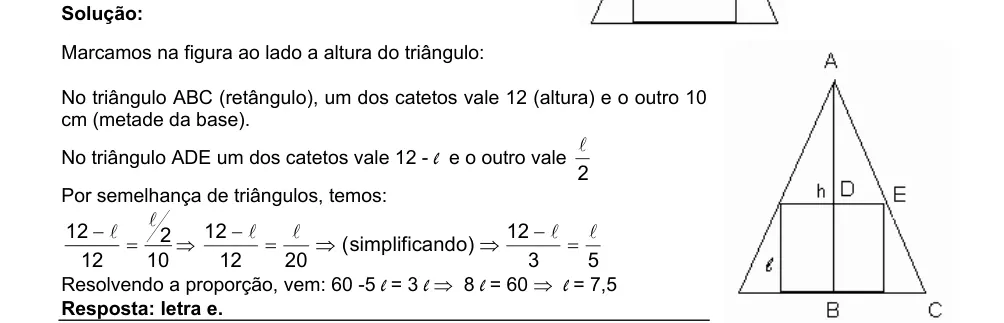 Solução:
Marcamos na figura ao lado a altura do triângulo:
No triângulo ABC (retângulo), um dos catetos vale 12 (altura) e o outro 10
cm (metade da base).
No triângulo ADE um dos catetos vale 12 - ℓ e o outro vale ℓ/2
Por semelhança de triângulos, temos:
(12 – ℓ)/12 = (ℓ/2)/10 ⇒ (12 – ℓ)/12 = ℓ/20 ⇒ (simplificando) ⇒ (12 – ℓ)/3 = ℓ/5
Resolvendo a proporção, vem: 60 -5 ℓ = 3 ℓ ⇒ 8 ℓ = 60 ⇒ ℓ = 7,5
Resposta: letra e.
A
h D E
ℓ
B C